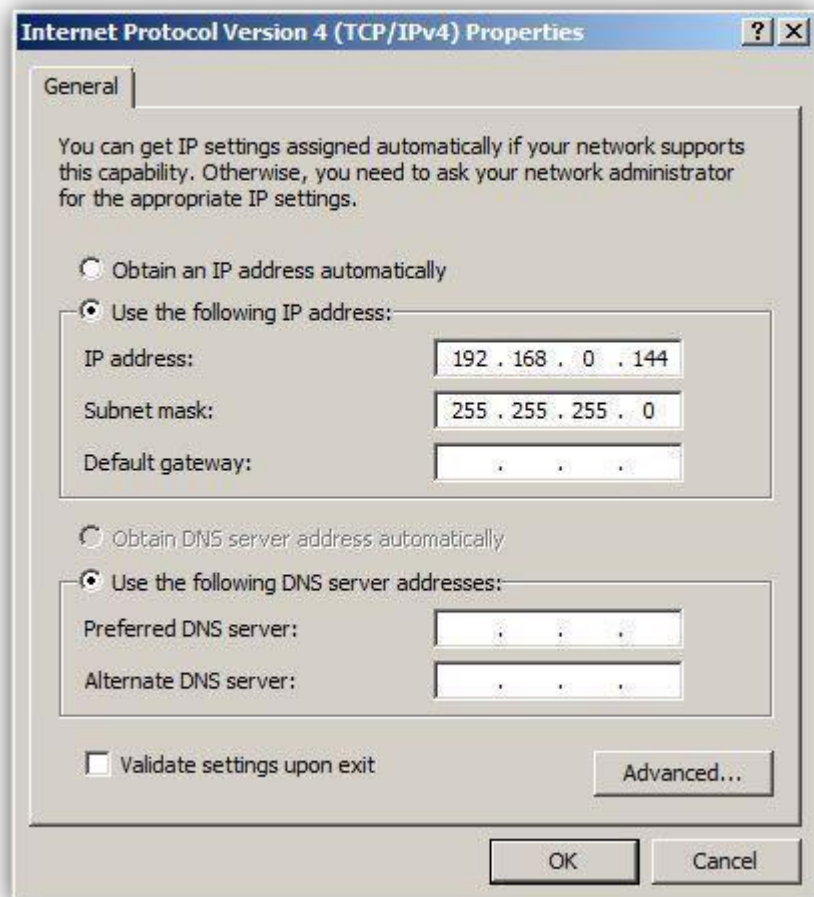 Internet Protocol Version 4 (TCP/IPv4) Properties
General
You can get IP settings assigned automatically if your network supports
this capability. Otherwise, you need to ask your network administrator
for the appropriate IP settings.
Obtain an IP address automatically
Use the following IP address:
IP address: 192 . 168 . 0 . 144
Subnet mask: 255 . 255 . 255 . 0
Default gateway: . . .
Obtain DNS server address automatically
Use the following DNS server addresses:
Preferred DNS server: . . .
Alternate DNS server: . . .
Validate settings upon exit
Advanced...
OK Cancel